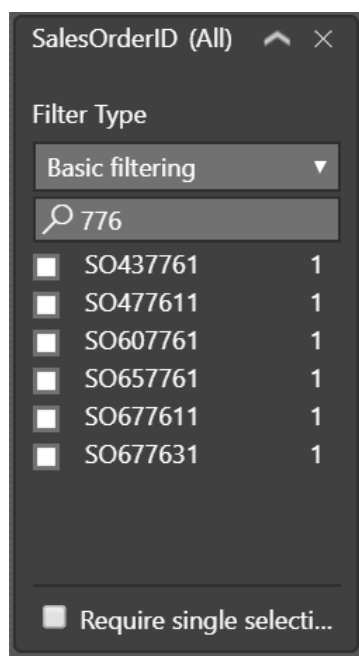 SalesOrderID (All)
Filter Type
Basic filtering
776
SO437761 1
SO477611 1
SO607761 1
SO657761 1
SO677611 1
SO677631 1
Require single selecti...